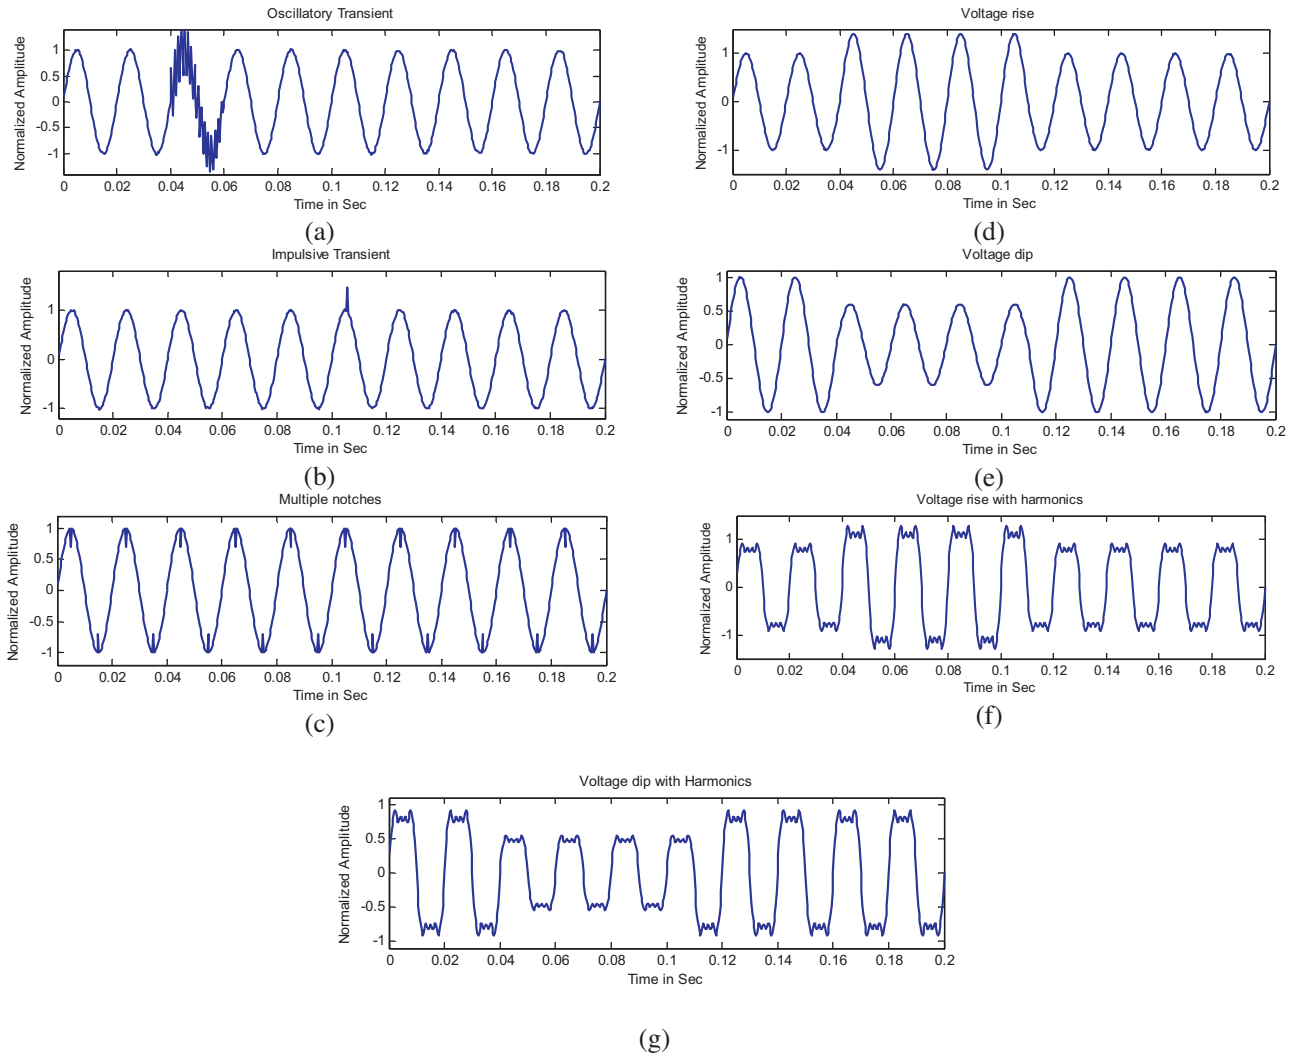 Oscillatory Transient
Normalized Amplitude
1
0.5
0
-0.5
-1
0 0.02 0.04 0.06 0.08 0.1 0.12 0.14 0.16 0.18 0.2
Time in Sec
(a)
Voltage rise
Normalized Amplitude
1
0
-1
0 0.02 0.04 0.06 0.08 0.1 0.12 0.14 0.16 0.18 0.2
Time in Sec
(d)
Impulsive Transient
Normalized Amplitude
1
0
-1
0 0.02 0.04 0.06 0.08 0.1 0.12 0.14 0.16 0.18 0.2
Time in Sec
(b)
Voltage dip
Normalized Amplitude
1
0.5
0
-0.5
-1
0 0.02 0.04 0.06 0.08 0.1 0.12 0.14 0.16 0.18 0.2
Time in Sec
(e)
Multiple notches
Normalized Amplitude
1
0.5
0
-0.5
-1
0 0.02 0.04 0.06 0.08 0.1 0.12 0.14 0.16 0.18 0.2
Time in Sec
(c)
Voltage rise with harmonics
Normalized Amplitude
1
0
-1
0 0.02 0.04 0.06 0.08 0.1 0.12 0.14 0.16 0.18 0.2
Time in Sec
(f)
Voltage dip with Harmonics
Normalized Amplitude
1
0.5
0
-0.5
-1
0 0.02 0.04 0.06 0.08 0.1 0.12 0.14 0.16 0.18 0.2
Time in Sec
(g)